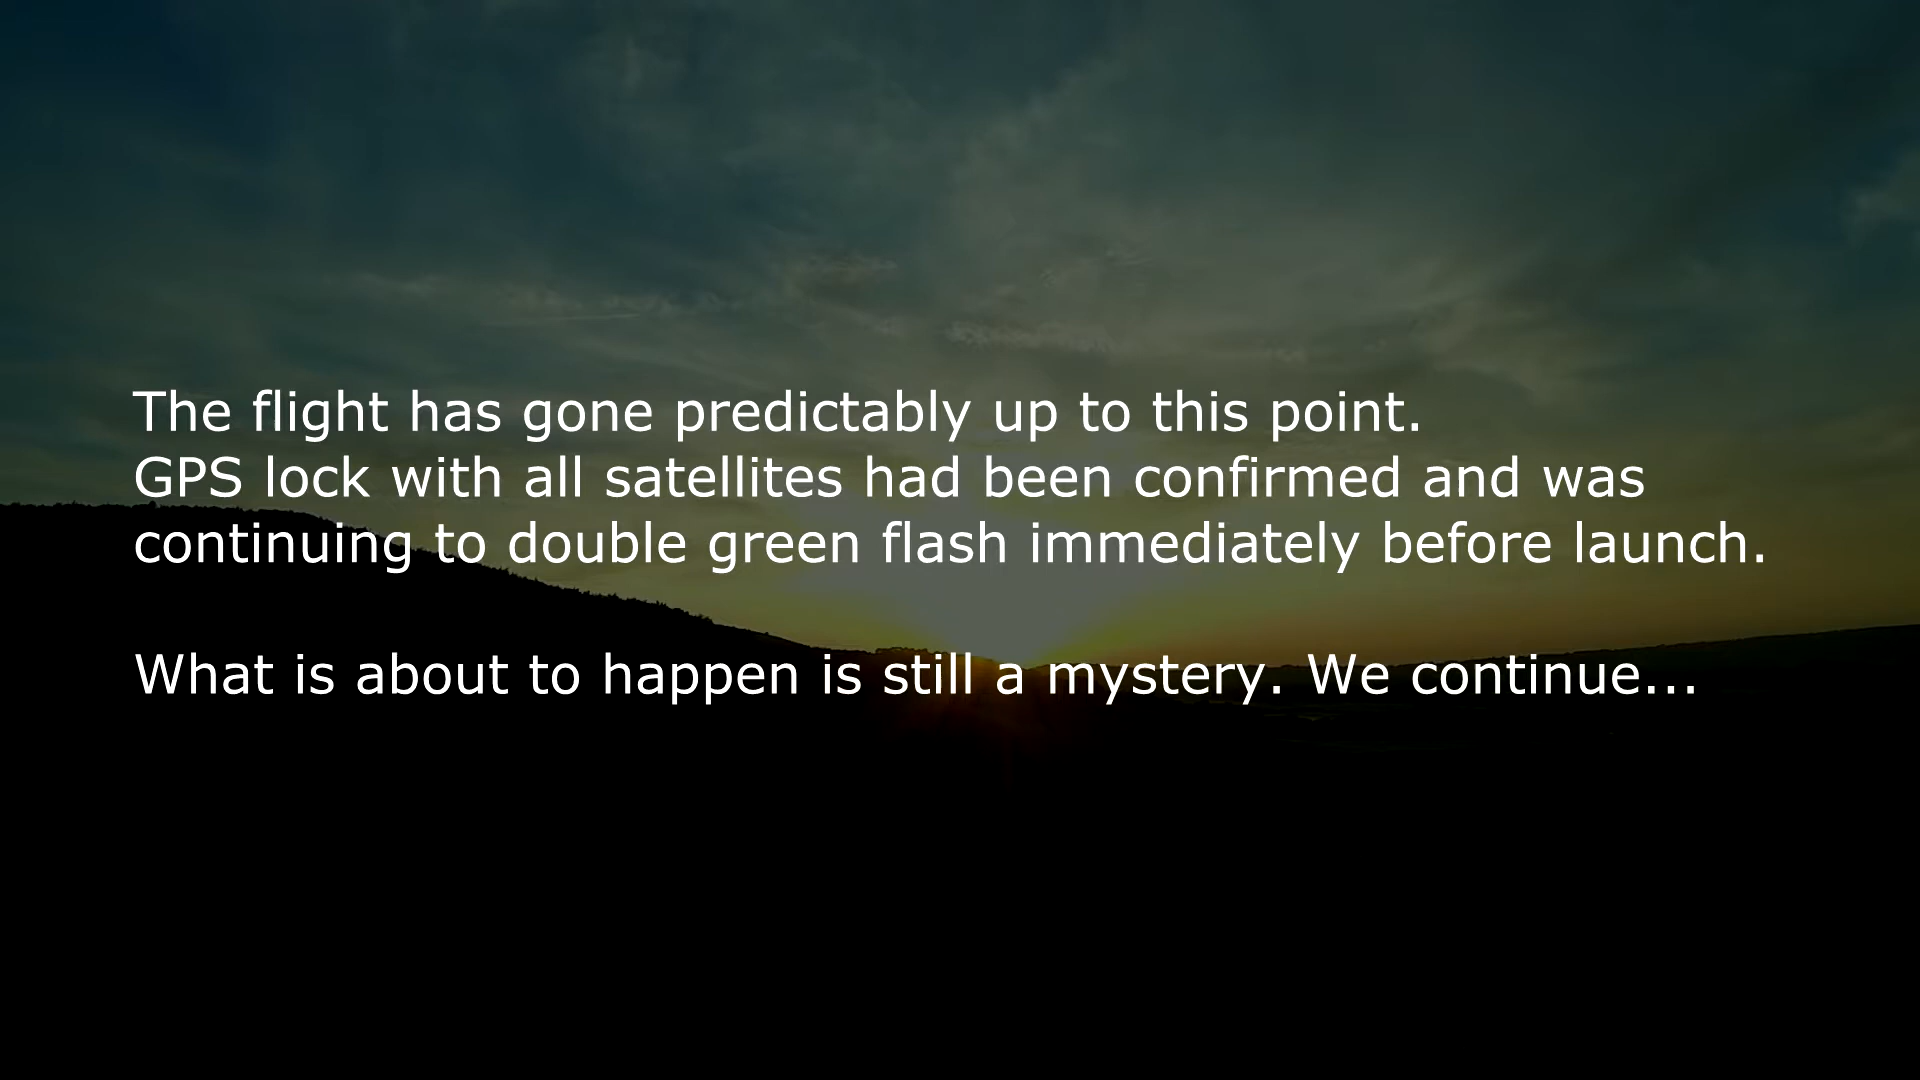 The flight has gone predictably up to this point.
GPS lock with all satellites had been confirmed and was
continuing to double green flash immediately before launch.
What is about to happen is still a mystery. We continue...